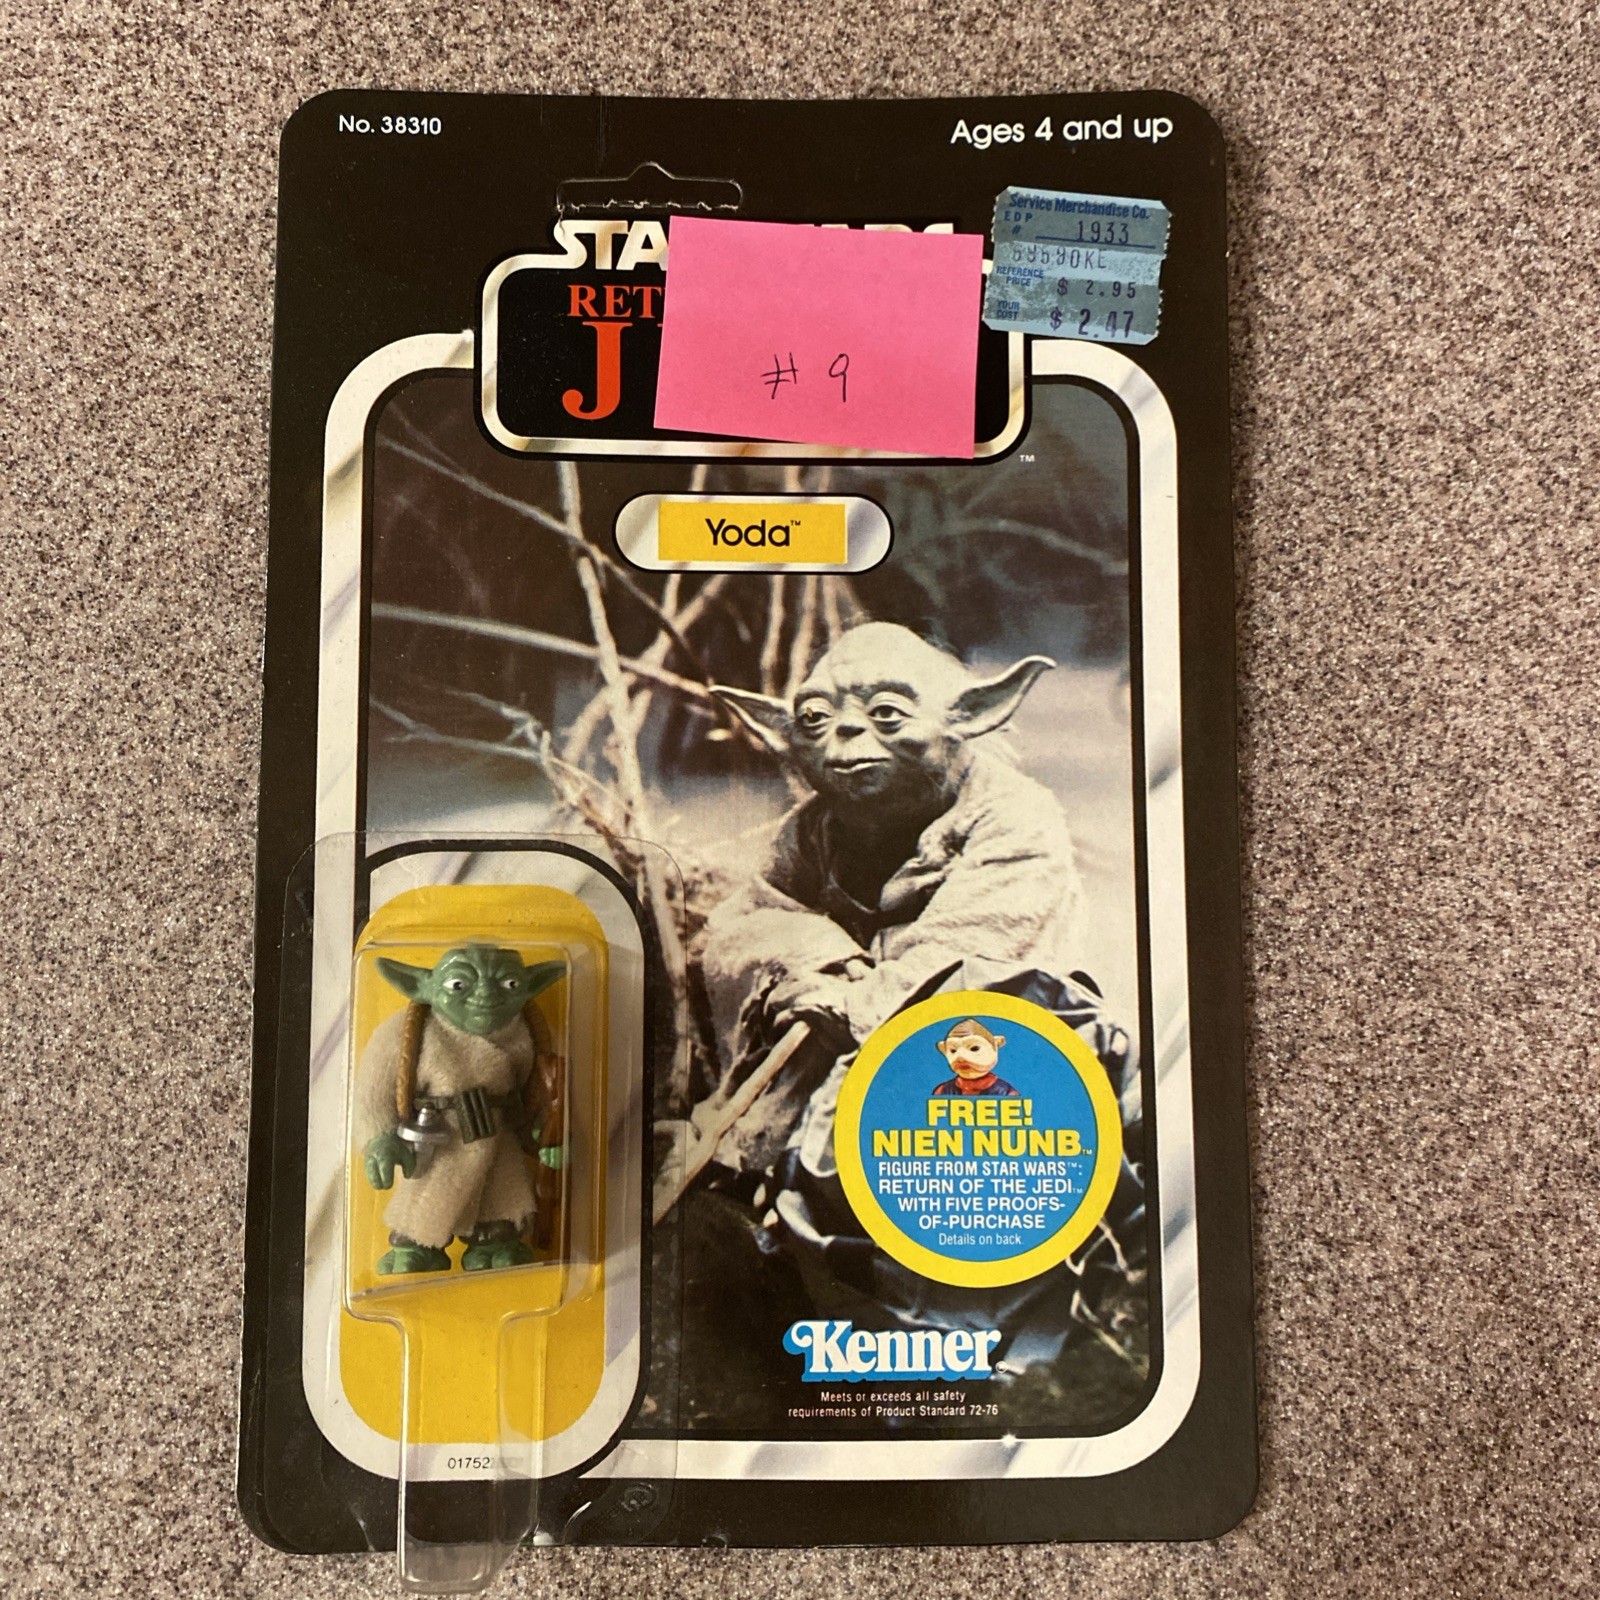 No. 38310
Ages 4 and up
Service Merchandise Co.
EDP
# 1933
REFERENCE
PRICE $ 2.95
YOUR
COST $ 2.47
STA
RET
J
# 9
TM
Yoda™
FREE!
NIEN NUNB™
FIGURE FROM STAR WARS™:
RETURN OF THE JEDI™
WITH FIVE PROOFS-
OF-PURCHASE
Details on back.
Kenner
Meets or exceeds all safety
requirements of Product Standard 72-76
01752